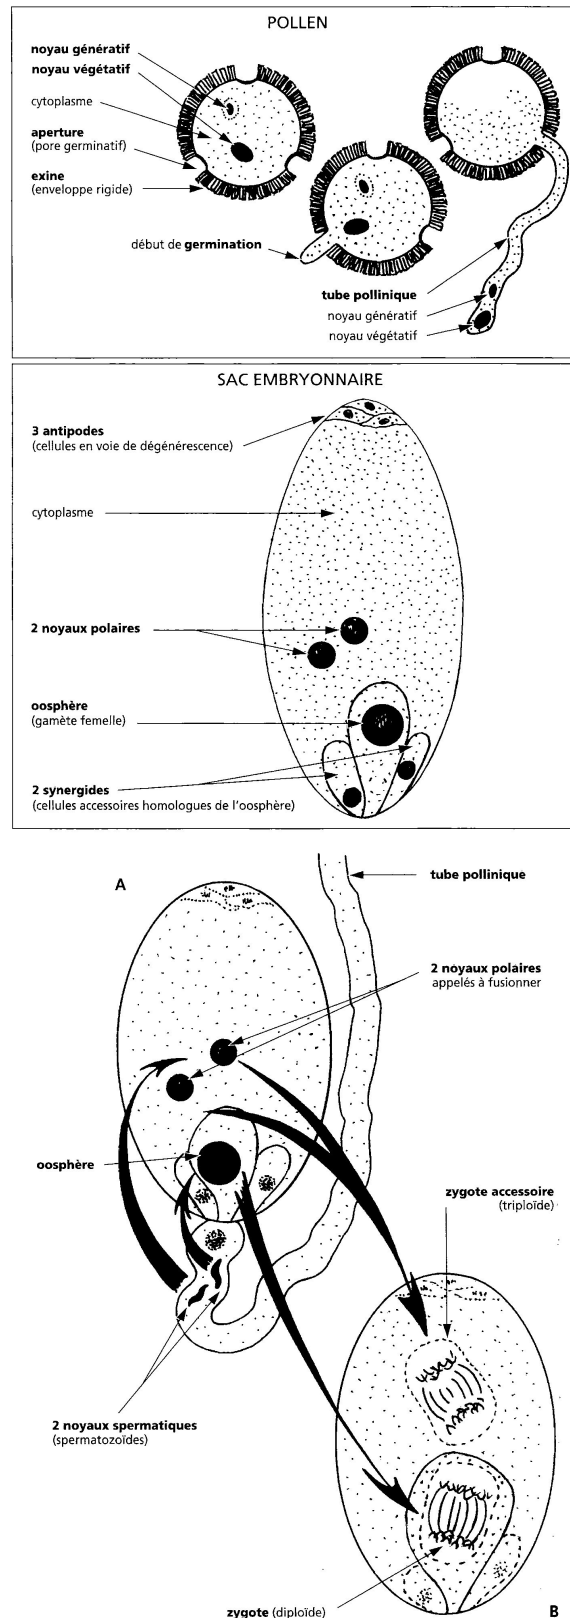 POLLEN
noyau génératif
noyau végétatif
cytoplasme
aperture
(pore germinatif)
exine
(enveloppe rigide)
début de germination
tube pollinique
noyau génératif
noyau végétatif
SAC EMBRYONNAIRE
3 antipodes
(cellules en voie de dégénérescence)
cytoplasme
2 noyaux polaires
oosphère
(gamète femelle)
2 synergides
(cellules accessoires homologues de l'oosphère)
A
tube pollinique
2 noyaux polaires
appelés à fusionner
oosphère
zygote accessoire
(triploïde)
2 noyaux spermatiques
(spermatozoïdes)
zygote (diploïde)
B